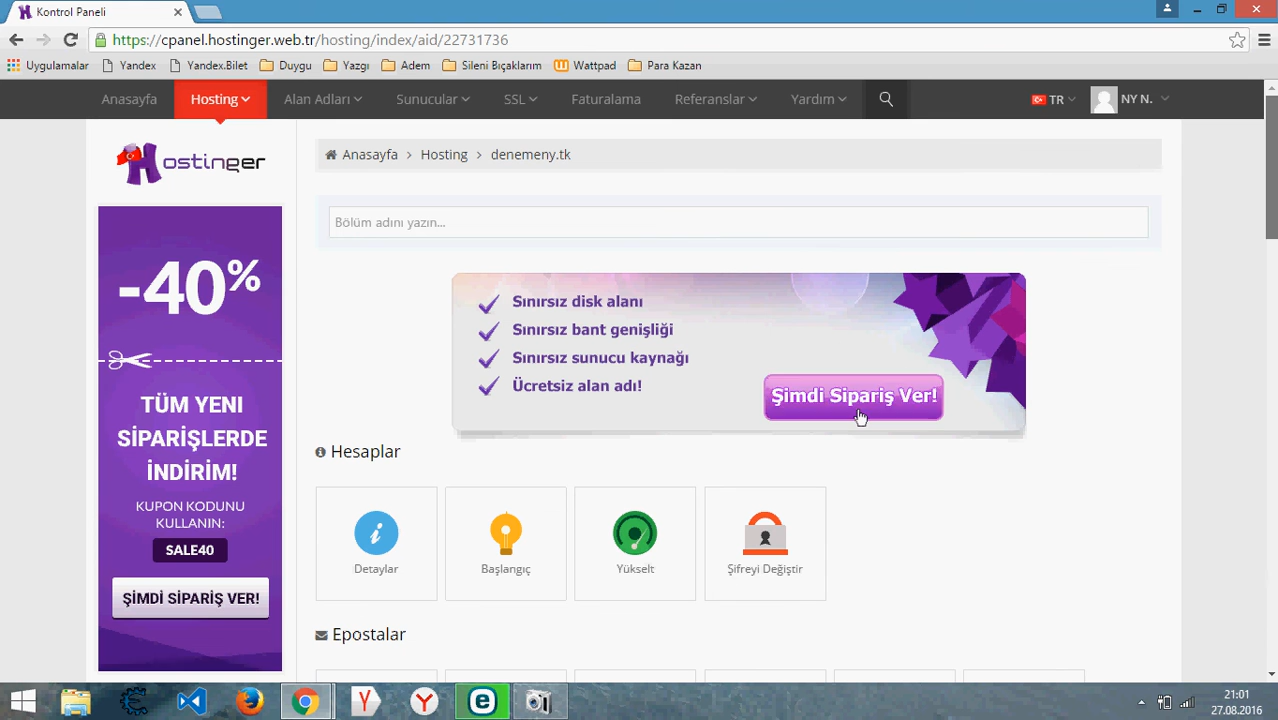 Kontrol Paneli
https://cpanel.hostinger.web.tr/hosting/index/aid/22731736
Uygulamalar Yandex Yandex.Bilet Duygu Yazgı Adem Sileni Bıçaklarım Wattpad Para Kazan
Anasayfa Hosting Alan Adları Sunucular SSL Faturalama Referanslar Yardım TR NY N.
Hostinger
Anasayfa > Hosting > denemeny.tk
Bölüm adını yazın...
-40%
TÜM YENI
SİPARİŞLERDE
İNDİRİM!
KUPON KODUNU
KULLANIN:
SALE40
ŞİMDİ SİPARİŞ VER!
Sınırsız disk alanı
Sınırsız bant genişliği
Sınırsız sunucu kaynağı
Ücretsiz alan adı!
Şimdi Sipariş Ver!
Hesaplar
Detaylar Başlangıç Yükselt Şifreyi Değiştir
Epostalar
21:01
27.08.2016